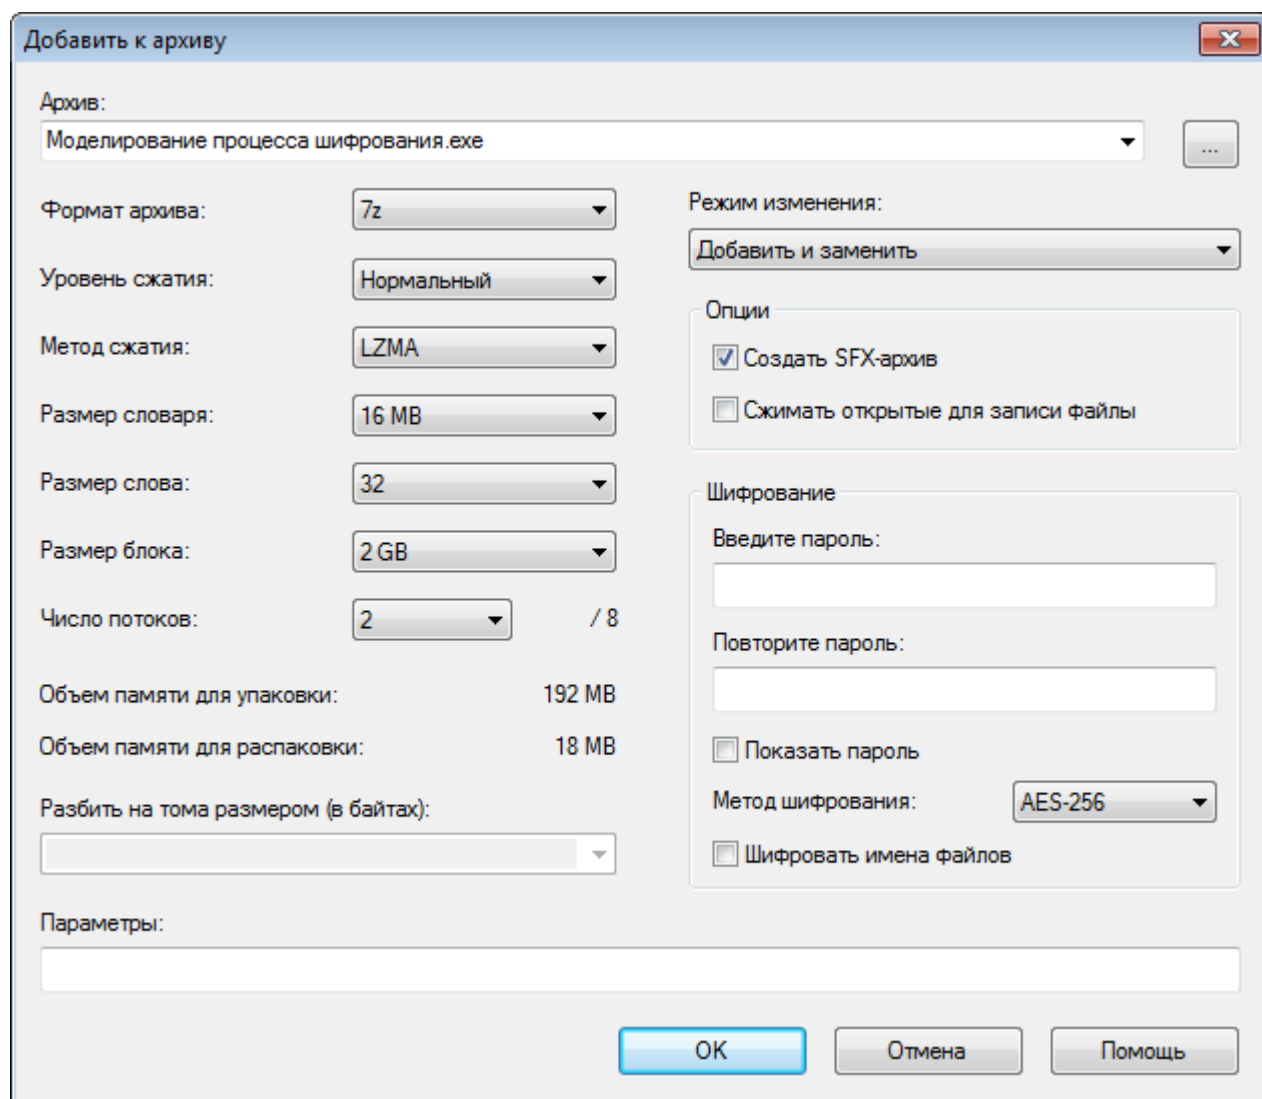 Добавить к архиву
Архив:
Моделирование процесса шифрования.exe
...
Формат архива: 7z
Уровень сжатия: Нормальный
Метод сжатия: LZMA
Размер словаря: 16 MB
Размер слова: 32
Размер блока: 2 GB
Число потоков: 2 / 8
Объем памяти для упаковки: 192 MB
Объем памяти для распаковки: 18 MB
Разбить на тома размером (в байтах):
Режим изменения:
Добавить и заменить
Опции
Создать SFX-архив
Сжимать открытые для записи файлы
Шифрование
Введите пароль:
Повторите пароль:
Показать пароль
Метод шифрования: AES-256
Шифровать имена файлов
Параметры:
OK Отмена Помощь